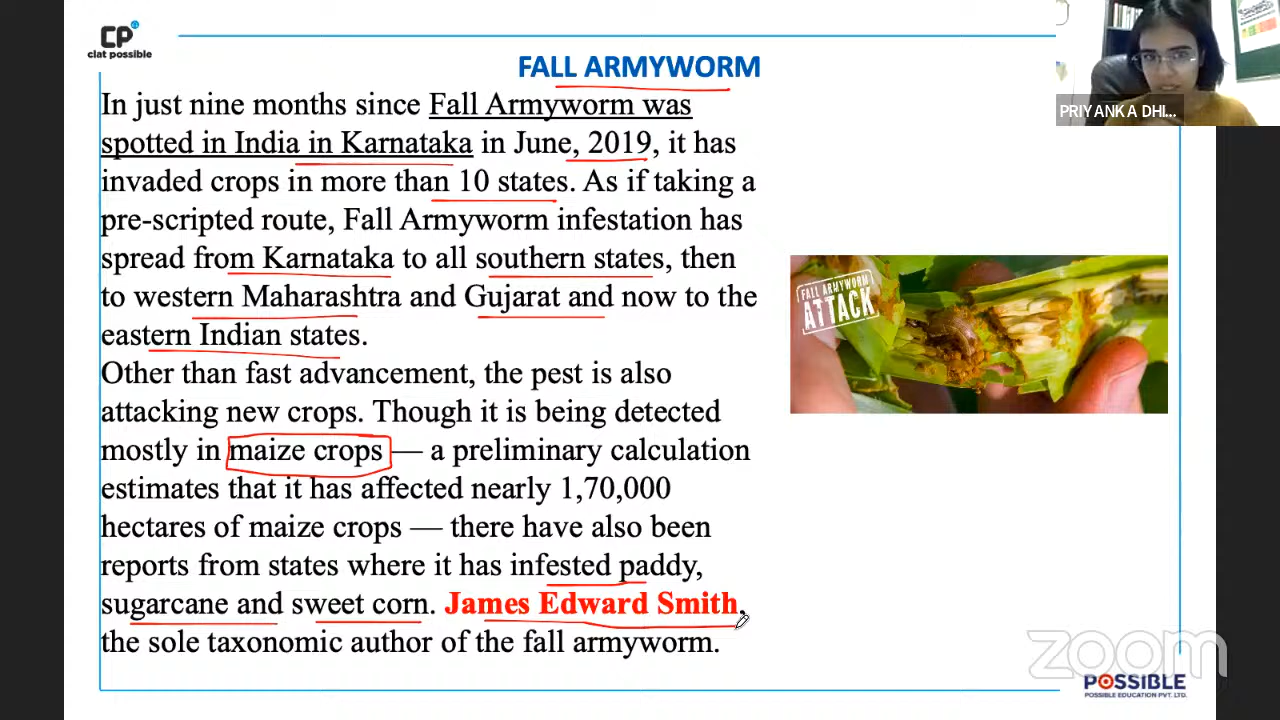 CP
clat possible
FALL ARMYWORM
PRIYANKA DHI...
In just nine months since Fall Armyworm was
spotted in India in Karnataka in June, 2019, it has
invaded crops in more than 10 states. As if taking a
pre-scripted route, Fall Armyworm infestation has
spread from Karnataka to all southern states, then
to western Maharashtra and Gujarat and now to the
eastern Indian states.
Other than fast advancement, the pest is also
attacking new crops. Though it is being detected
mostly in maize crops — a preliminary calculation
estimates that it has affected nearly 1,70,000
hectares of maize crops — there have also been
reports from states where it has infested paddy,
sugarcane and sweet corn. James Edward Smith,
the sole taxonomic author of the fall armyworm.
FALL ARMYWORM
ATTACK
zoom
POSSIBLE
POSSIBLE EDUCATION PVT. LTD.